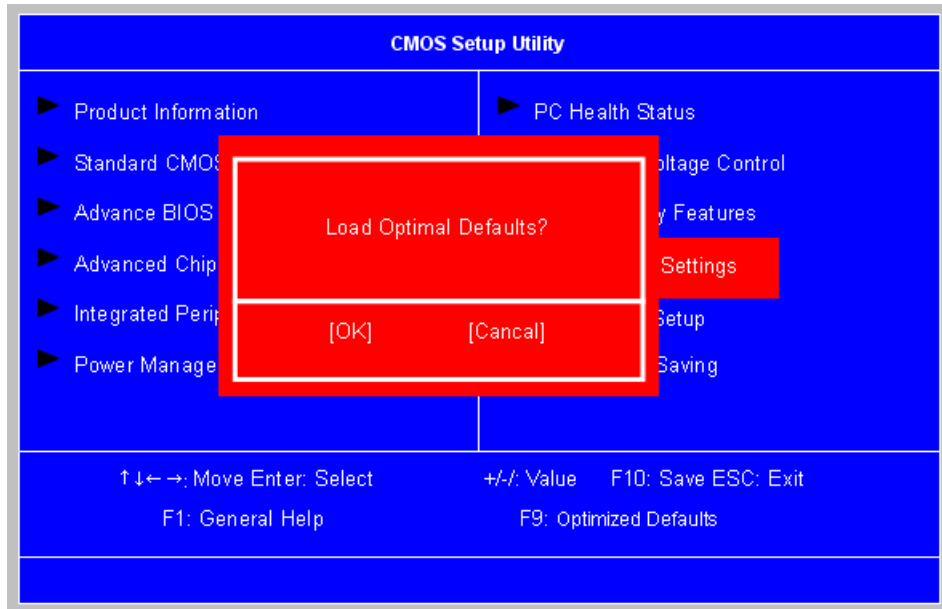 CMOS Setup Utility
Product Information
Standard CMOS
Advance BIOS
Advanced Chip
Integrated Perip
Power Manage
PC Health Status
oltage Control
y Features
Settings
Setup
Saving
Load Optimal Defaults?
[OK] [Cancal]
↑↓←→: Move Enter: Select +/-/: Value F10: Save ESC: Exit
F1: General Help F9: Optimized Defaults